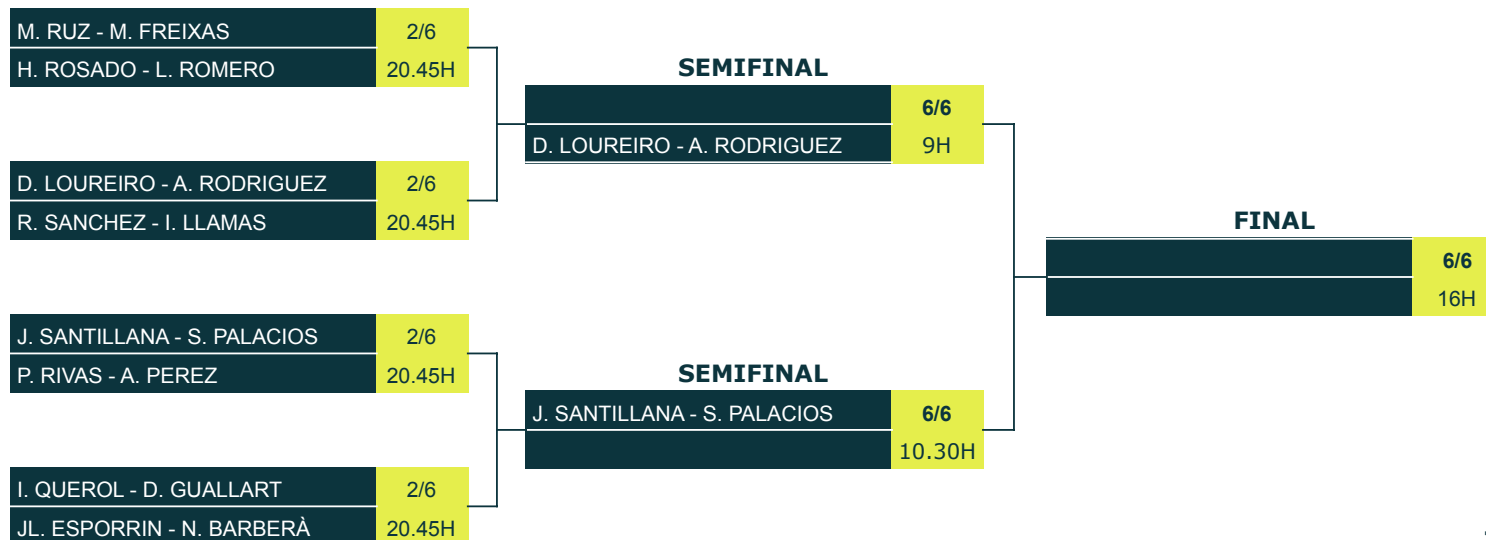 M. RUZ - M. FREIXAS 2/6
H. ROSADO - L. ROMERO 20.45H
D. LOUREIRO - A. RODRIGUEZ 2/6
R. SANCHEZ - I. LLAMAS 20.45H
J. SANTILLANA - S. PALACIOS 2/6
P. RIVAS - A. PEREZ 20.45H
I. QUEROL - D. GUALLART 2/6
JL. ESPORRIN - N. BARBERÀ 20.45H
SEMIFINAL
6/6
D. LOUREIRO - A. RODRIGUEZ 9H
SEMIFINAL
J. SANTILLANA - S. PALACIOS 6/6
10.30H
FINAL
6/6
16H